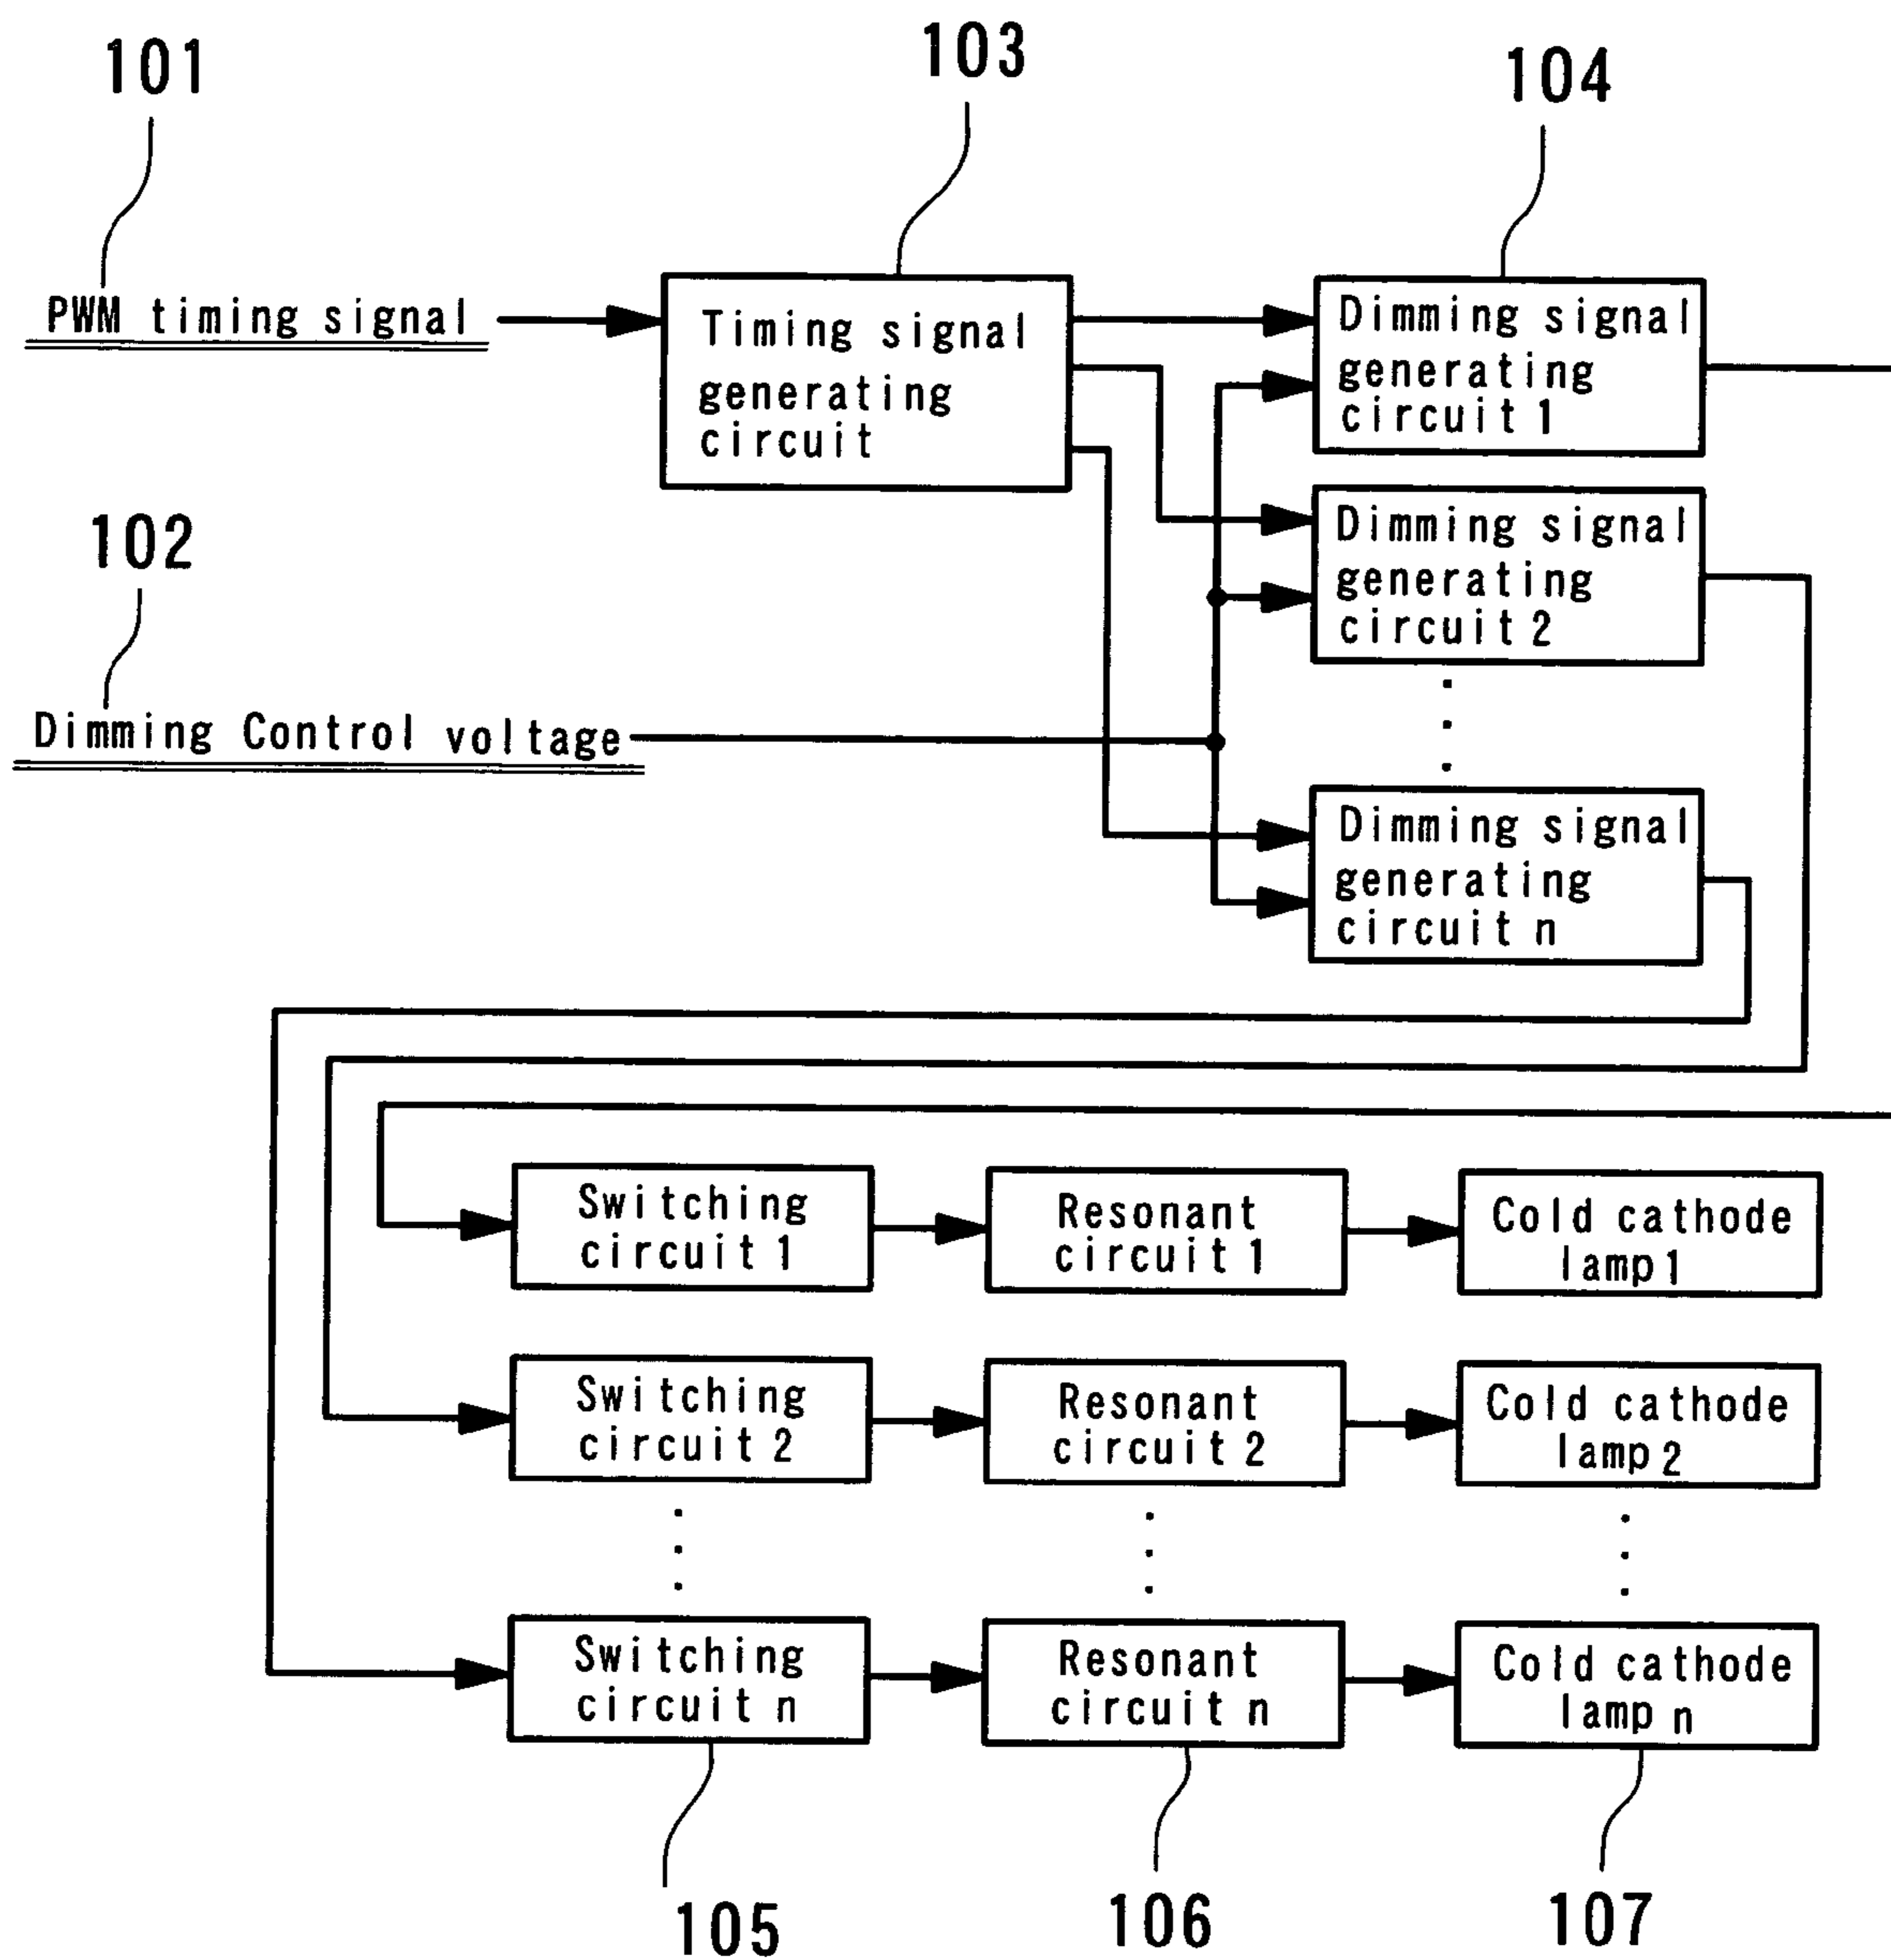 101
103
104
PWM timing signal
Timing signal
generating
circuit
Dimming signal
generating
circuit 1
102
Dimming signal
generating
circuit 2
Dimming Control voltage
Dimming signal
generating
circuit n
Switching
circuit 1
Resonant
circuit 1
Cold cathode
lamp 1
Switching
circuit 2
Resonant
circuit 2
Cold cathode
lamp 2
Switching
circuit n
Resonant
circuit n
Cold cathode
lamp n
105
106
107